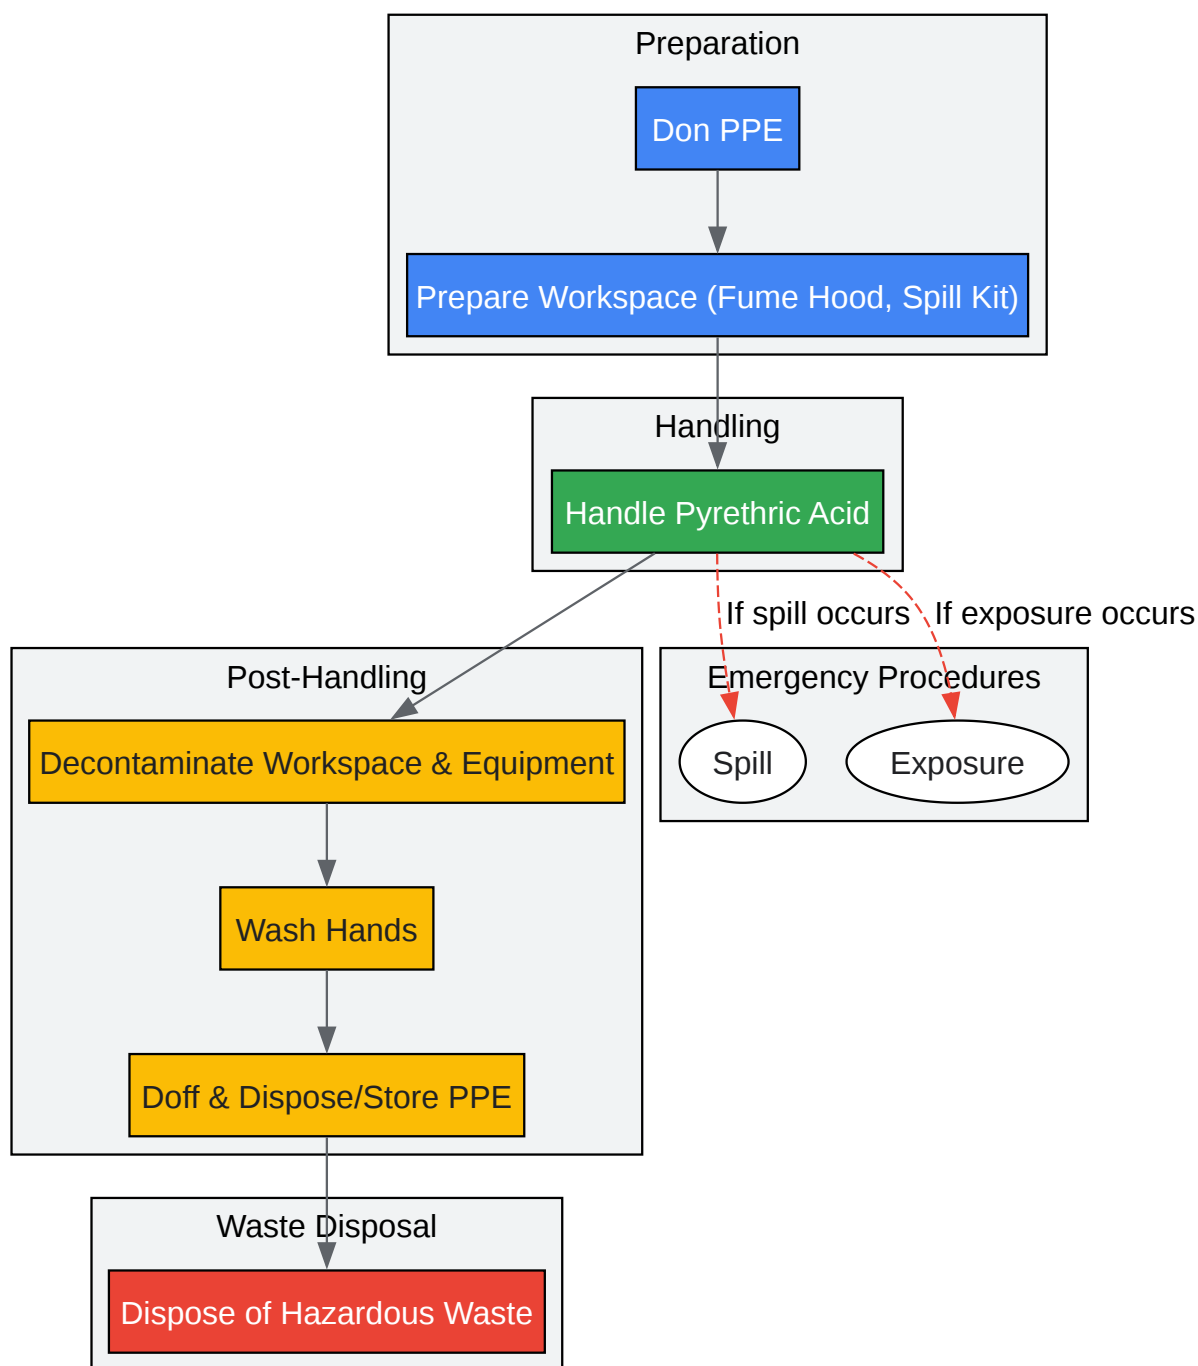 Preparation
Don PPE
Prepare Workspace (Fume Hood, Spill Kit)
Handling
Handle Pyrethric Acid
If spill occurs
If exposure occurs
Post-Handling
Emergency Procedures
Decontaminate Workspace & Equipment
Spill
Exposure
Wash Hands
Doff & Dispose/Store PPE
Waste Disposal
Dispose of Hazardous Waste